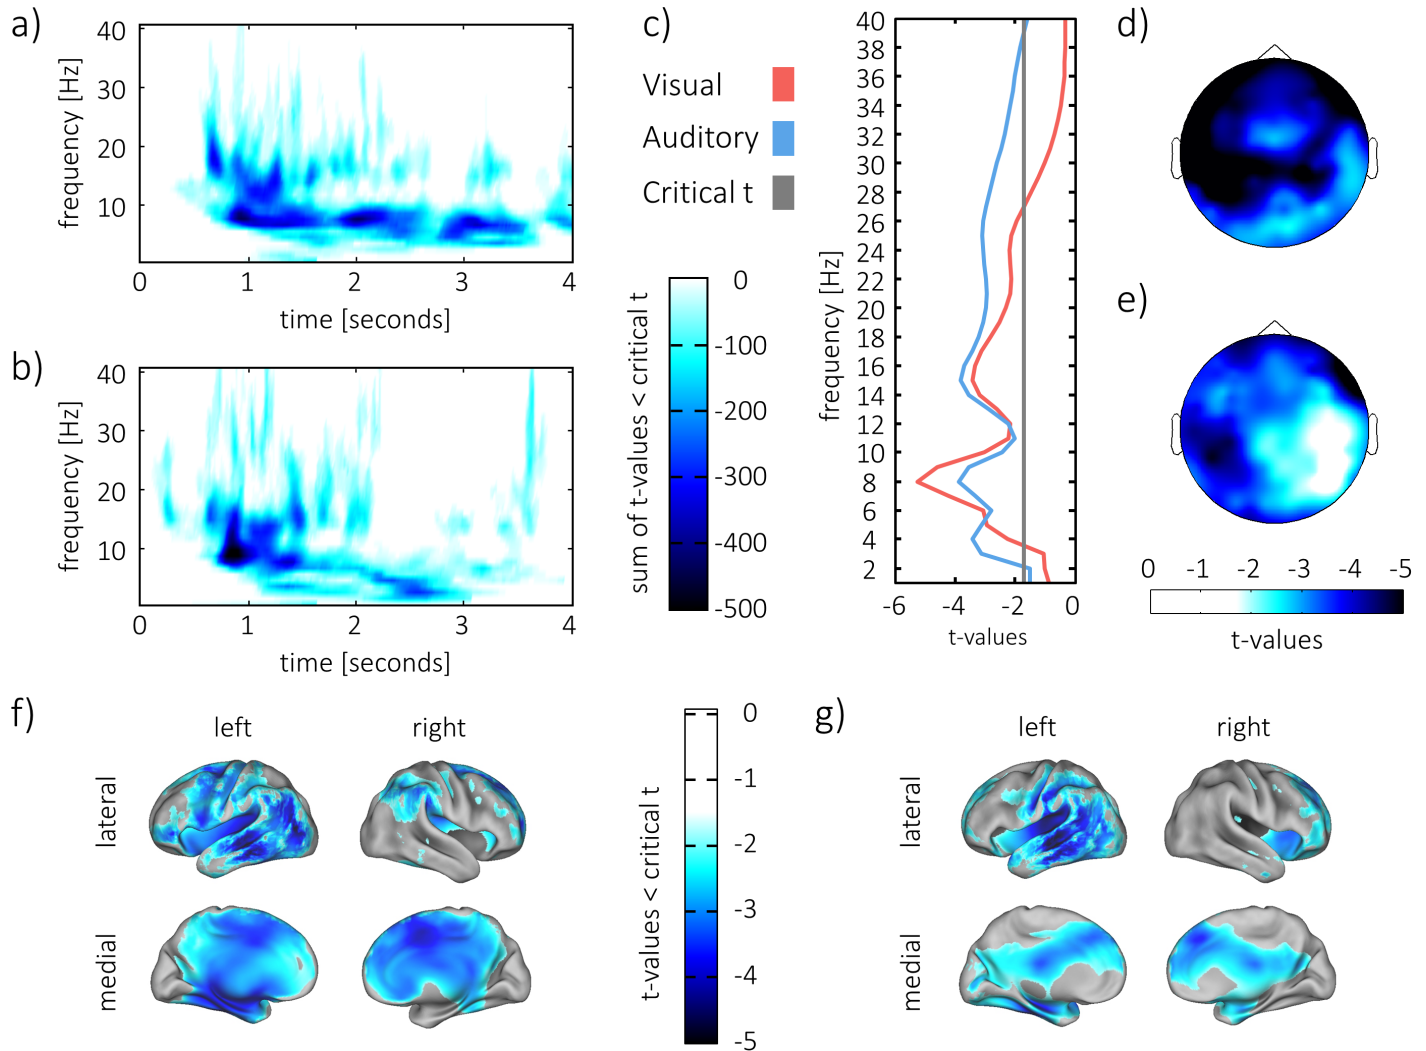 a)
40
30
20
10
frequency [Hz]
0
1
2
3
4
time [seconds]
b)
40
30
20
10
frequency [Hz]
0
1
2
3
4
time [seconds]
c)
Visual
Auditory
Critical t
0
-100
-200
-300
-400
-500
sum of t-values < critical t
40
38
36
34
32
30
28
26
24
22
20
18
16
14
12
10
8
6
4
2
frequency [Hz]
-6
-4
-2
0
t-values
d)
e)
0
-1
-2
-3
-4
-5
t-values
f)
left
right
lateral
medial
0
-1
-2
-3
-4
-5
t-values < critical t
g)
left
right
lateral
medial